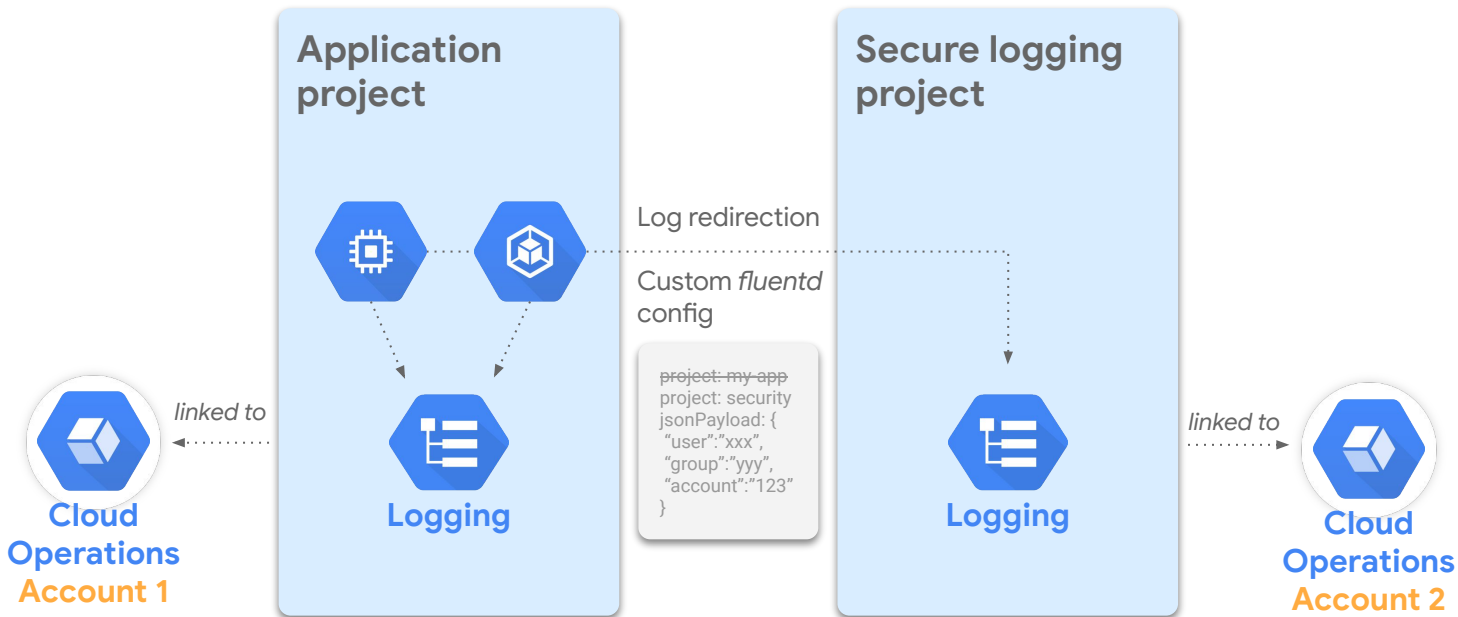 Application
project
Secure logging
project
Log redirection
Custom fluentd
config
project: my-app
project: security
jsonPayload: {
“user”:”xxx”,
“group”:”yyy”,
“account”:”123”
}
linked to
linked to
Cloud
Operations
Account 1
Logging
Logging
Cloud
Operations
Account 2